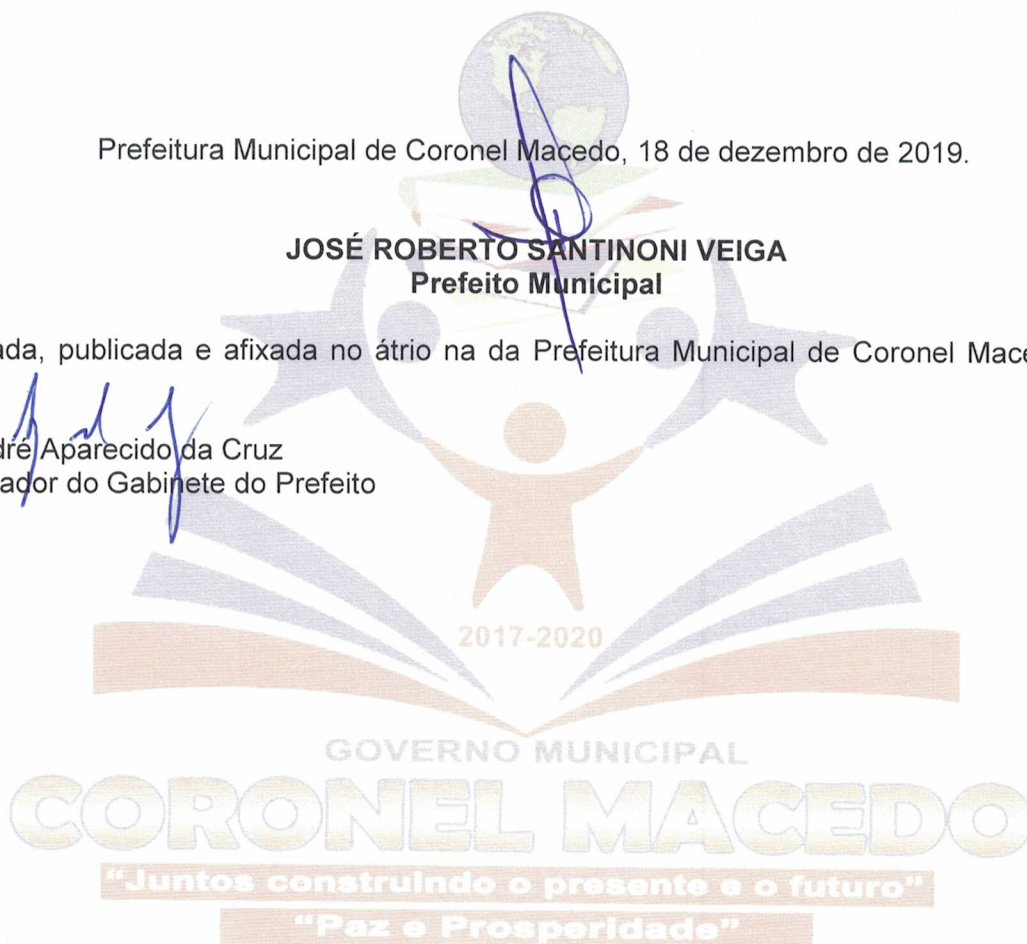 Prefeitura Municipal de Coronel Macedo, 18 de dezembro de 2019.
JOSÉ ROBERTO SANTINONI VEIGA
Prefeito Municipal
ada, publicada e afixada no átrio na da Prefeitura Municipal de Coronel Mace
dré Aparecido da Cruz
ador do Gabinete do Prefeito
2017-2020
GOVERNO MUNICIPAL
CORONEL MACEDO
"Juntos construindo o presente e o futuro"
"Paz e Prosperidade"